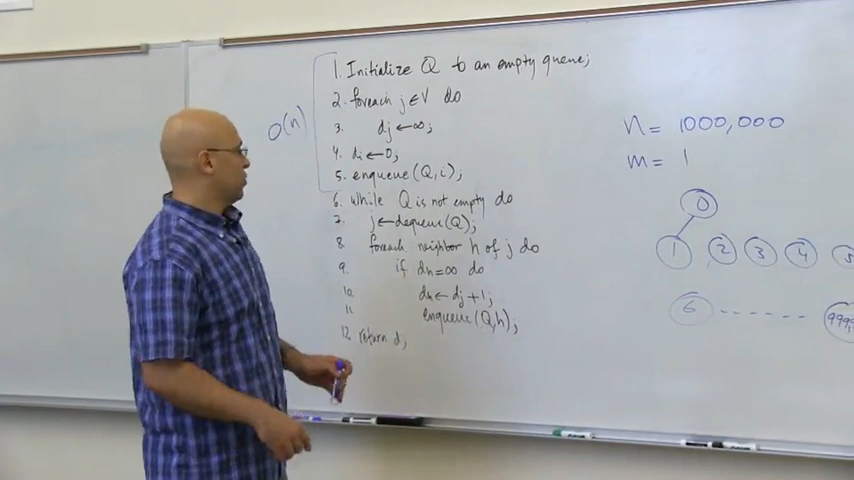 1. Initialize Q to an empty queue;
2. foreach j∈V do
3. dj←∞;
4. di←0;
5. enqueue(Q,i);
6. while Q is not empty do
7. j←dequeue(Q);
8. foreach neighbor h of j do
9. if dh=∞ do
10. dh←dj+1;
11. enqueue(Q,h);
12. return d;
O(n)
n= 1000,000
m= 1
0
1 2 3 4 5
6 ------